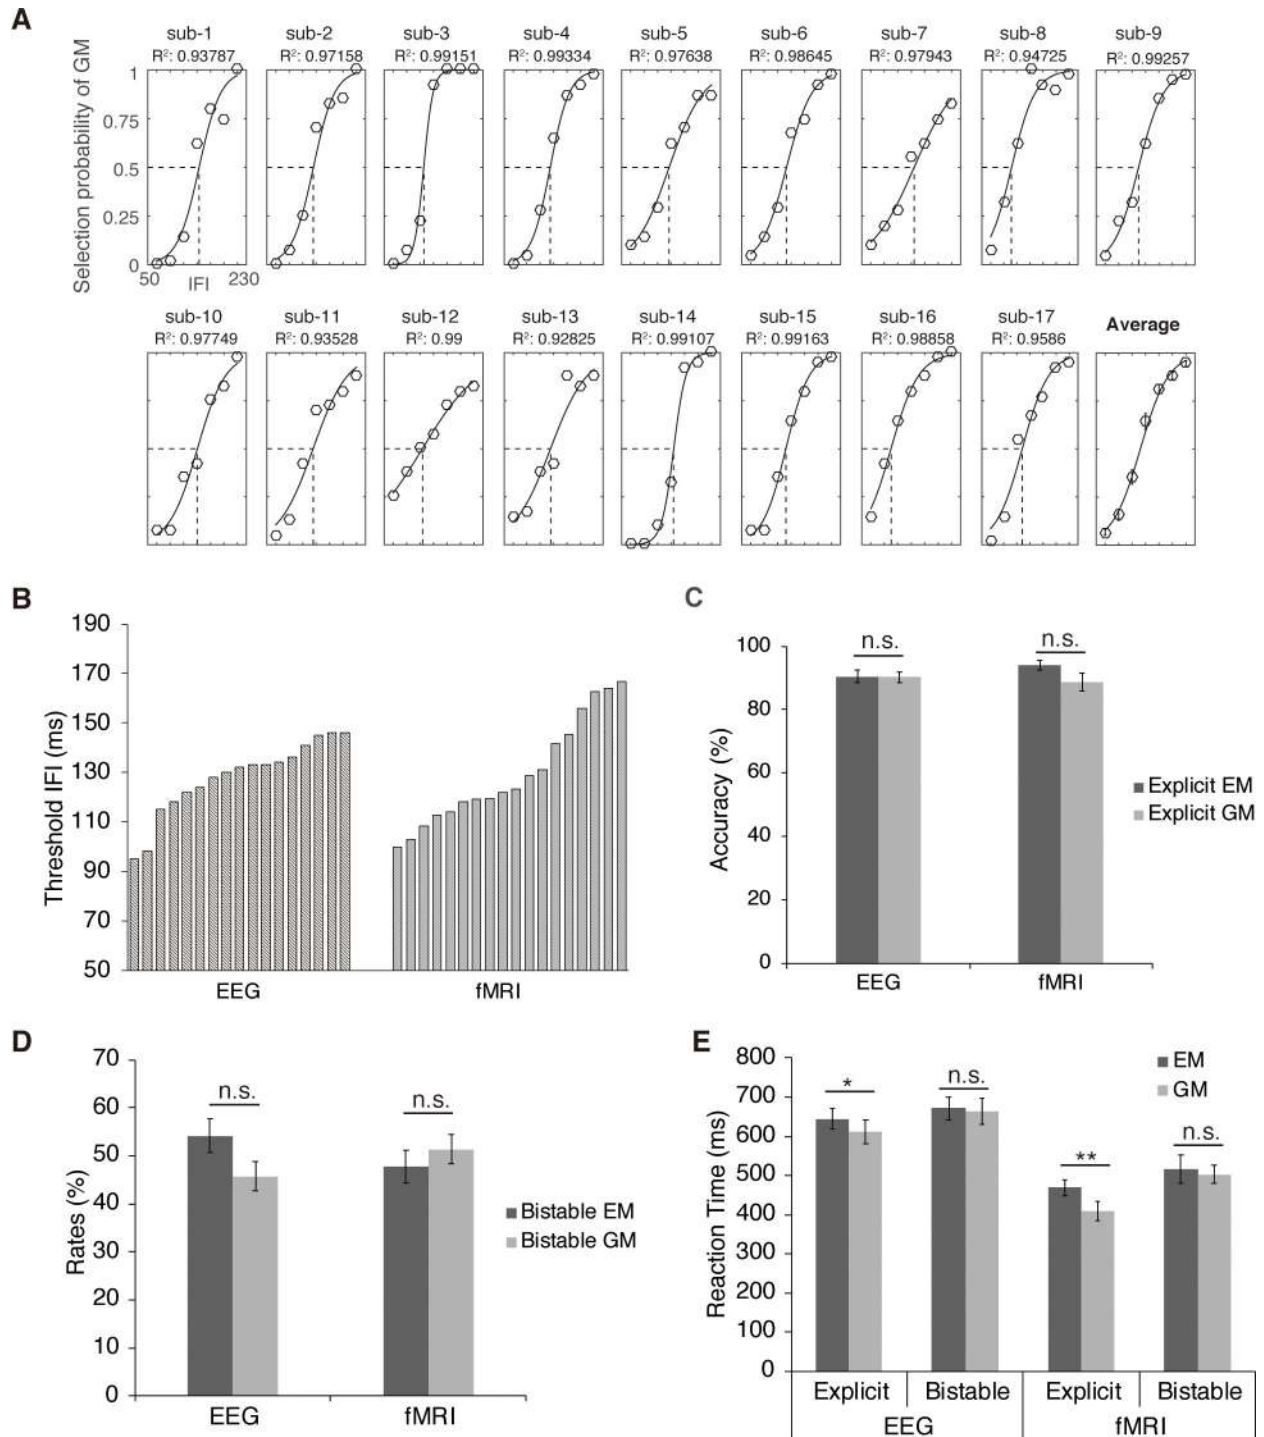 A
sub-1 sub-2 sub-3 sub-4 sub-5 sub-6 sub-7 sub-8 sub-9
R²: 0.93787 R²: 0.97158 R²: 0.99151 R²: 0.99334 R²: 0.97638 R²: 0.98645 R²: 0.97943 R²: 0.94725 R²: 0.99257
Selection probability of GM
1
0.75
0.5
0.25
0
50 IFI 230
sub-10 sub-11 sub-12 sub-13 sub-14 sub-15 sub-16 sub-17 Average
R²: 0.97749 R²: 0.93528 R²: 0.99 R²: 0.92825 R²: 0.99107 R²: 0.99163 R²: 0.98858 R²: 0.9586
B
Threshold IFI (ms)
190
170
150
130
110
90
70
50
EEG fMRI
C
Accuracy (%)
100
80
60
40
20
0
n.s. n.s.
Explicit EM
Explicit GM
EEG fMRI
D
Rates (%)
70
60
50
40
30
20
10
0
n.s. n.s.
Bistable EM
Bistable GM
EEG fMRI
E
Reaction Time (ms)
800
700
600
500
400
300
200
100
0
EM
GM
* n.s. ** n.s.
Explicit Bistable Explicit Bistable
EEG fMRI